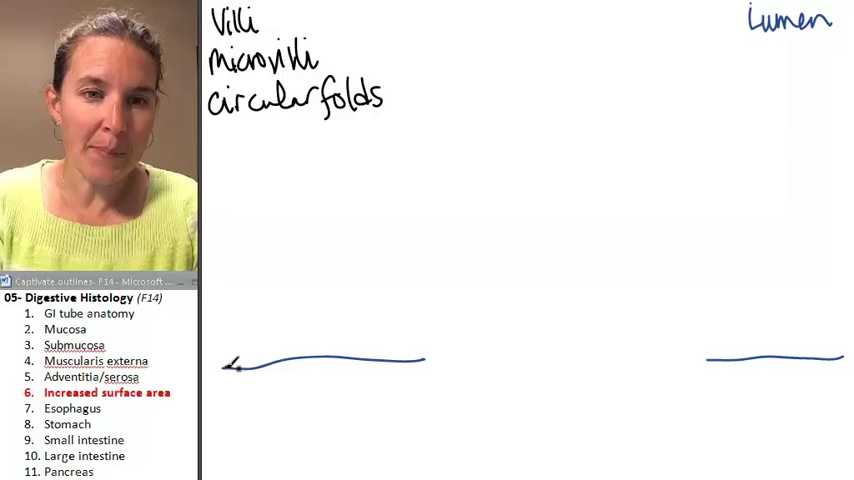 Villi
Lumen
microvilli
circular folds
Captivate outlines- F14 - Microsoft ...
05- Digestive Histology (F14)
1. GI tube anatomy
2. Mucosa
3. Submucosa
4. Muscularis externa
5. Adventitia/serosa
6. Increased surface area
7. Esophagus
8. Stomach
9. Small intestine
10. Large intestine
11. Pancreas